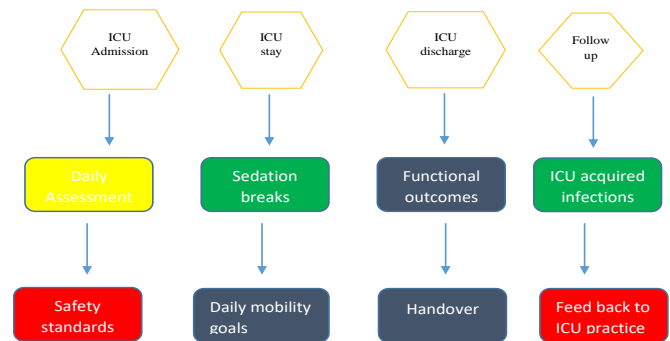 ICU
Admission
ICU
stay
ICU
discharge
Follow
up
Daily
Assessment
Sedation
breaks
Functional
outcomes
ICU acquired
infections
Safety
standards
Daily mobility
goals
Handover
Feed back to
ICU practice